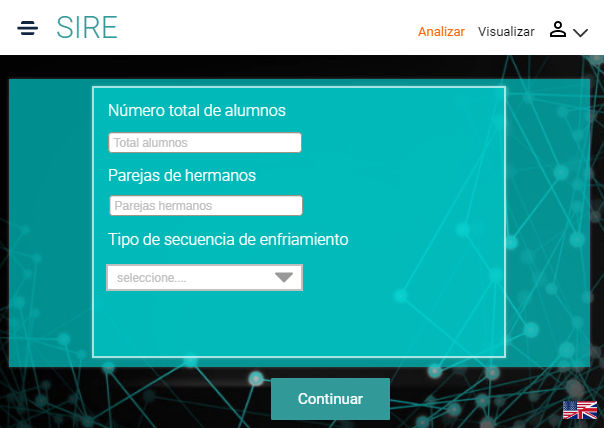 SIRE
Analizar Visualizar
Número total de alumnos
Total alumnos
Parejas de hermanos
Parejas hermanos
Tipo de secuencia de enfriamiento
seleccione....
Continuar